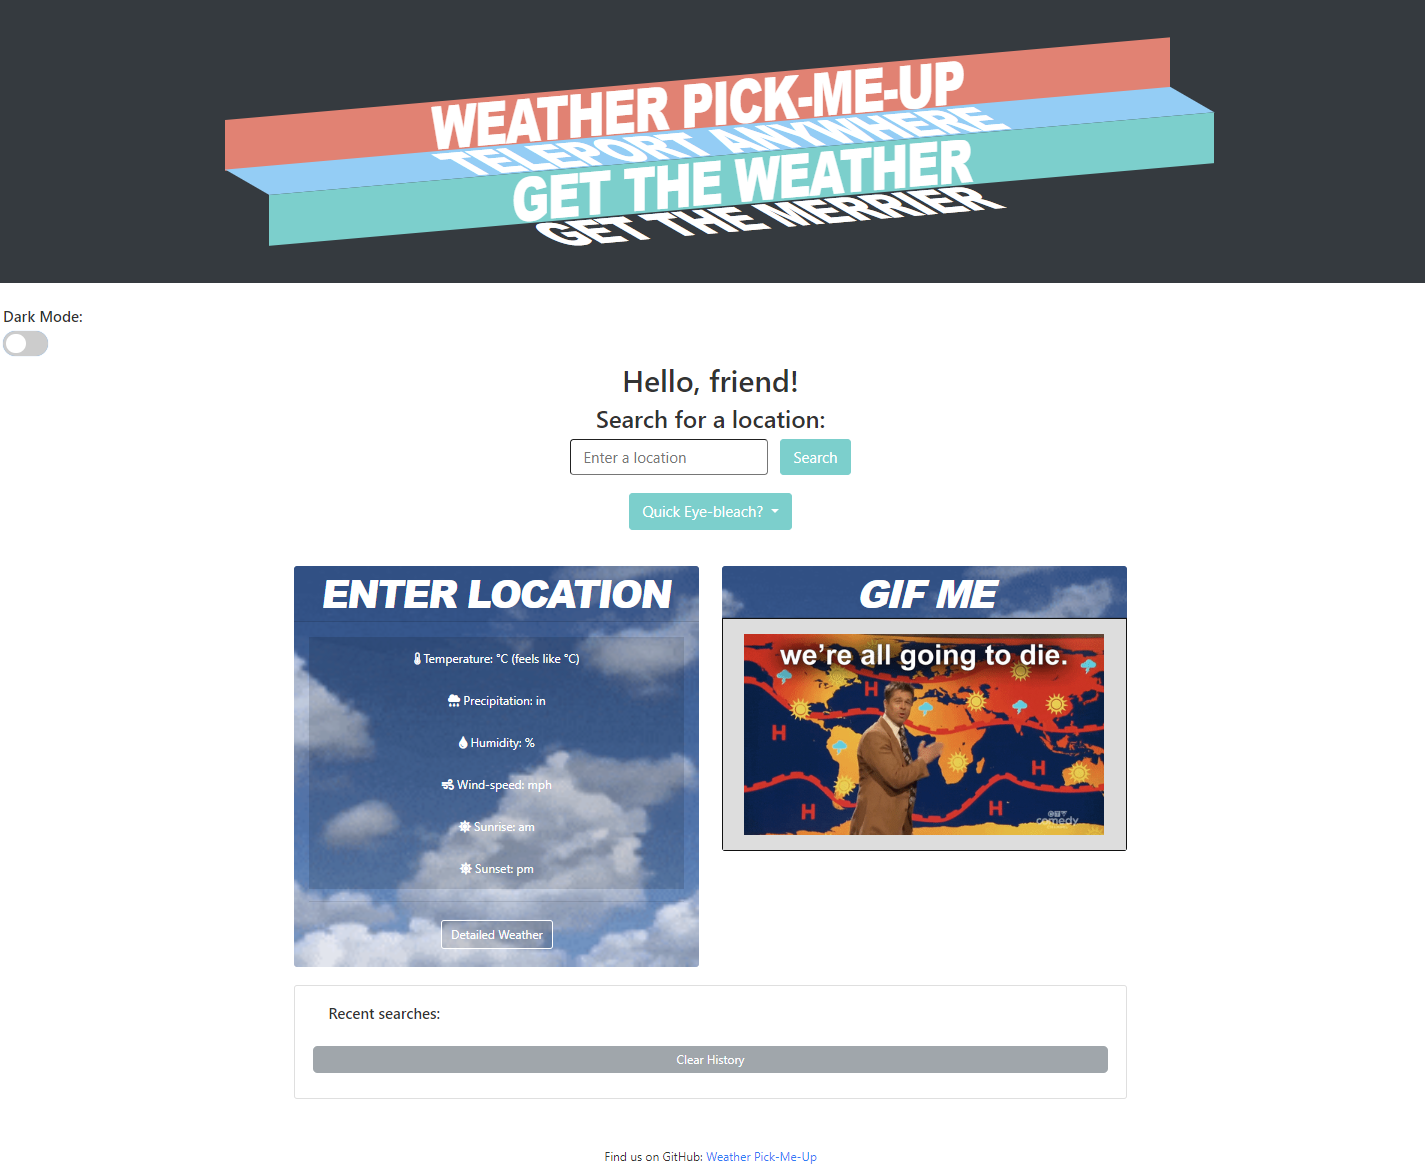 WEATHER PICK-ME-UP
TELEPORT ANYWHERE
GET THE WEATHER
GET THE MERRIER
Dark Mode:
Hello, friend!
Search for a location:
Enter a location
Search
Quick Eye-bleach?
ENTER LOCATION
Temperature: °C (feels like °C)
Precipitation: in
Humidity: %
Wind-speed: mph
Sunrise: am
Sunset: pm
Detailed Weather
GIF ME
we're all going to die.
H
H
H
H
H
CTV
comedy
Recent searches:
Clear History
Find us on GitHub: Weather Pick-Me-Up